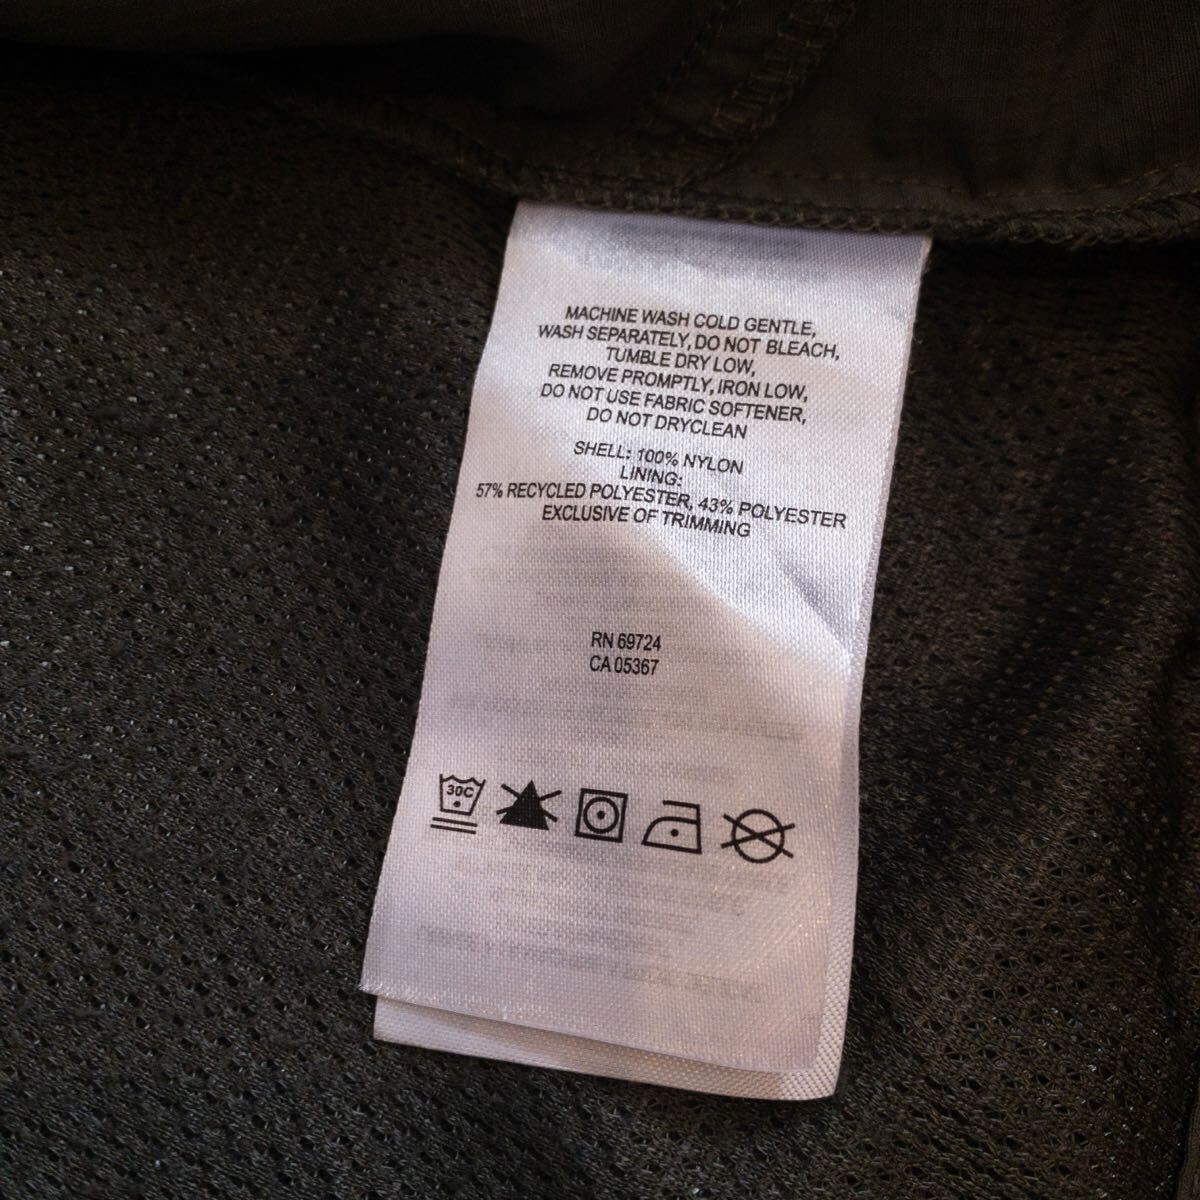 MACHINE WASH COLD GENTLE,
WASH SEPARATELY, DO NOT BLEACH,
TUMBLE DRY LOW,
REMOVE PROMPTLY, IRON LOW,
DO NOT USE FABRIC SOFTENER,
DO NOT DRYCLEAN
SHELL: 100% NYLON
LINING:
57% RECYCLED POLYESTER, 43% POLYESTER
EXCLUSIVE OF TRIMMING
RN 69724
CA 05367
30C